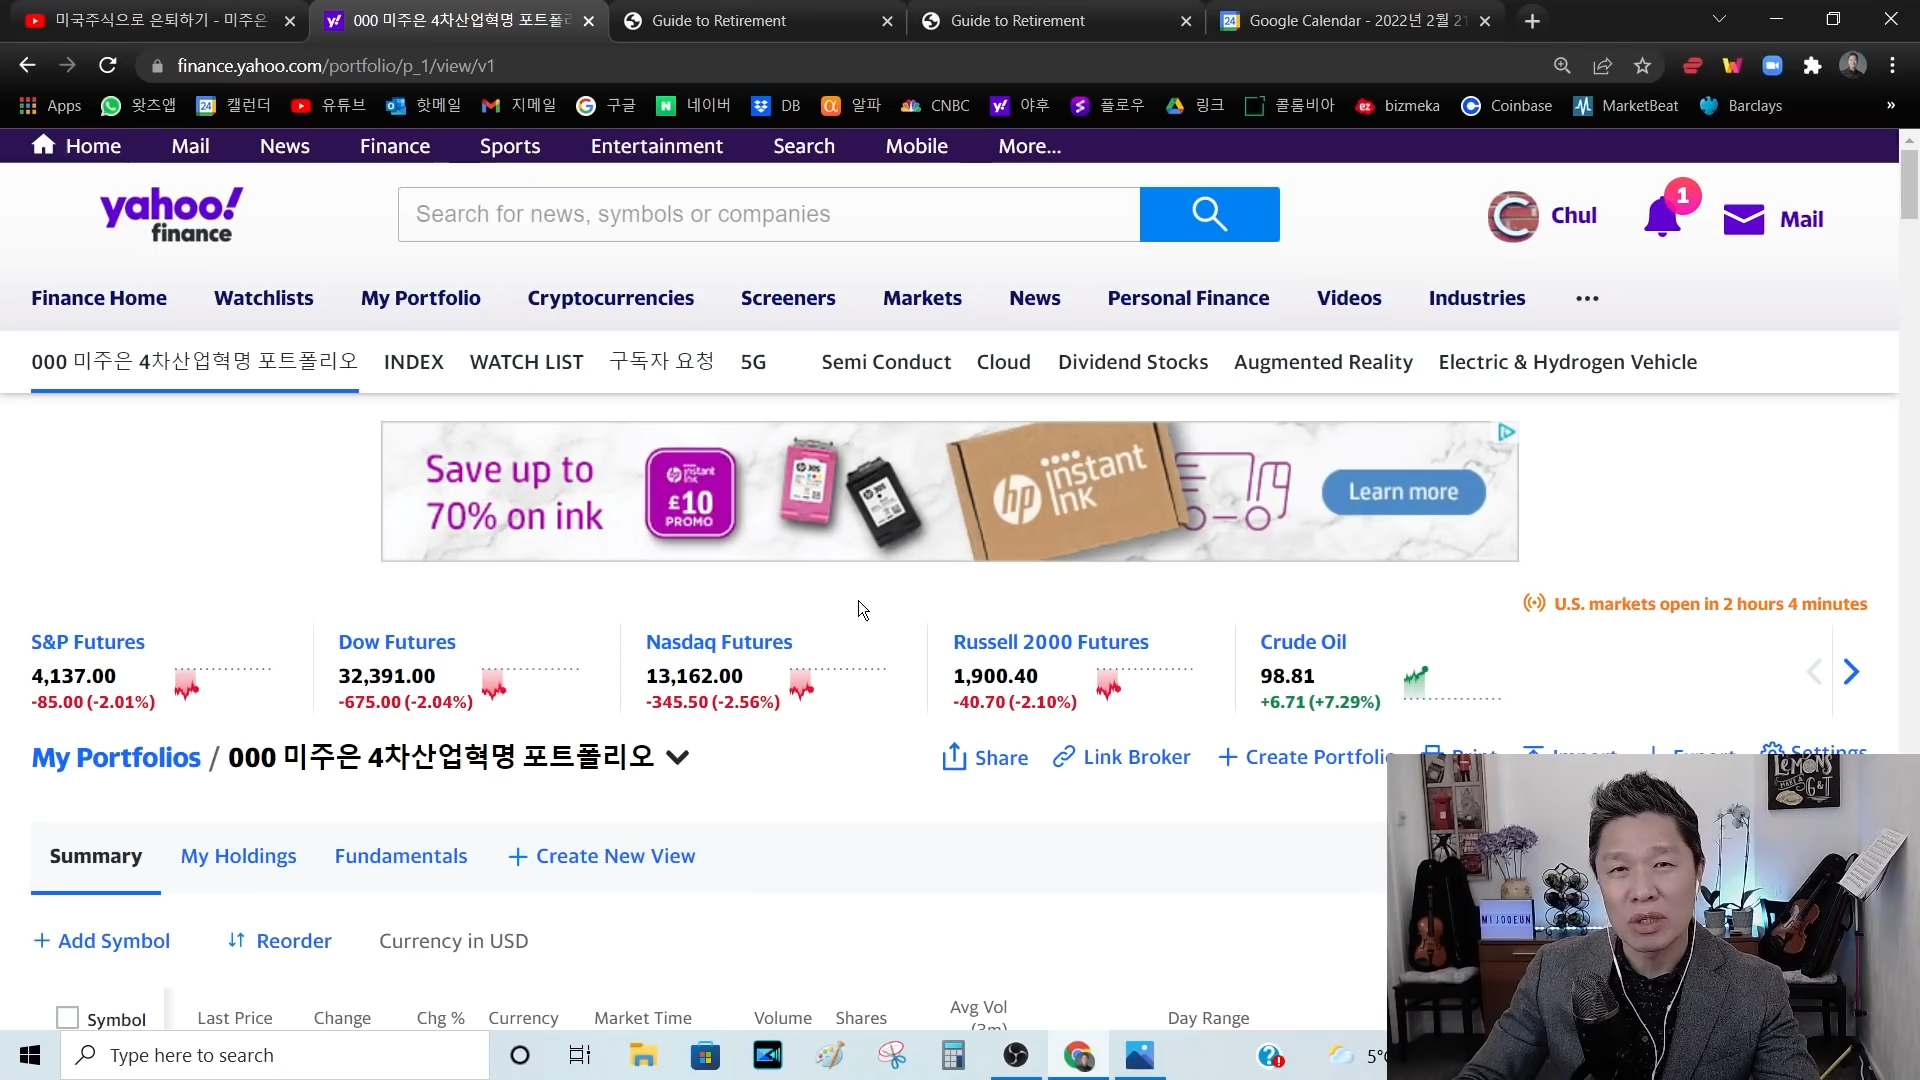 미국주식으로 은퇴하기 - 미주은
000 미주은 4차산업혁명 포트폴리
Guide to Retirement
Guide to Retirement
Google Calendar - 2022년 2월 21
finance.yahoo.com/portfolio/p_1/view/v1
Apps 왓츠앱 24 캘런더 유튜브 핫메일 지메일 구글 네이버 DB 알파 CNBC 야후 플로우 링크 콜롬비아 bizmeka Coinbase MarketBeat Barclays »
Home Mail News Finance Sports Entertainment Search Mobile More...
yahoo!
finance
Search for news, symbols or companies
Chul
1
Mail
Finance Home Watchlists My Portfolio Cryptocurrencies Screeners Markets News Personal Finance Videos Industries •••
000 미주은 4차산업혁명 포트폴리오 INDEX WATCH LIST 구독자 요청 5G Semi Conduct Cloud Dividend Stocks Augmented Reality Electric & Hydrogen Vehicle
Save up to
70% on ink
hp instant ink
£10
PROMO
hp instant ink
Learn more
U.S. markets open in 2 hours 4 minutes
S&P Futures
4,137.00
-85.00 (-2.01%)
Dow Futures
32,391.00
-675.00 (-2.04%)
Nasdaq Futures
13,162.00
-345.50 (-2.56%)
Russell 2000 Futures
1,900.40
-40.70 (-2.10%)
Crude Oil
98.81
+6.71 (+7.29%)
My Portfolios / 000 미주은 4차산업혁명 포트폴리오
Share Link Broker + Create Portfolio Print Import Export Settings
Summary My Holdings Fundamentals + Create New View
+ Add Symbol Reorder Currency in USD
Symbol Last Price Change Chg % Currency Market Time Volume Shares Avg Vol (3m) Day Range
LEMONS
G&T
MI JOOEUN
Type here to search
5°